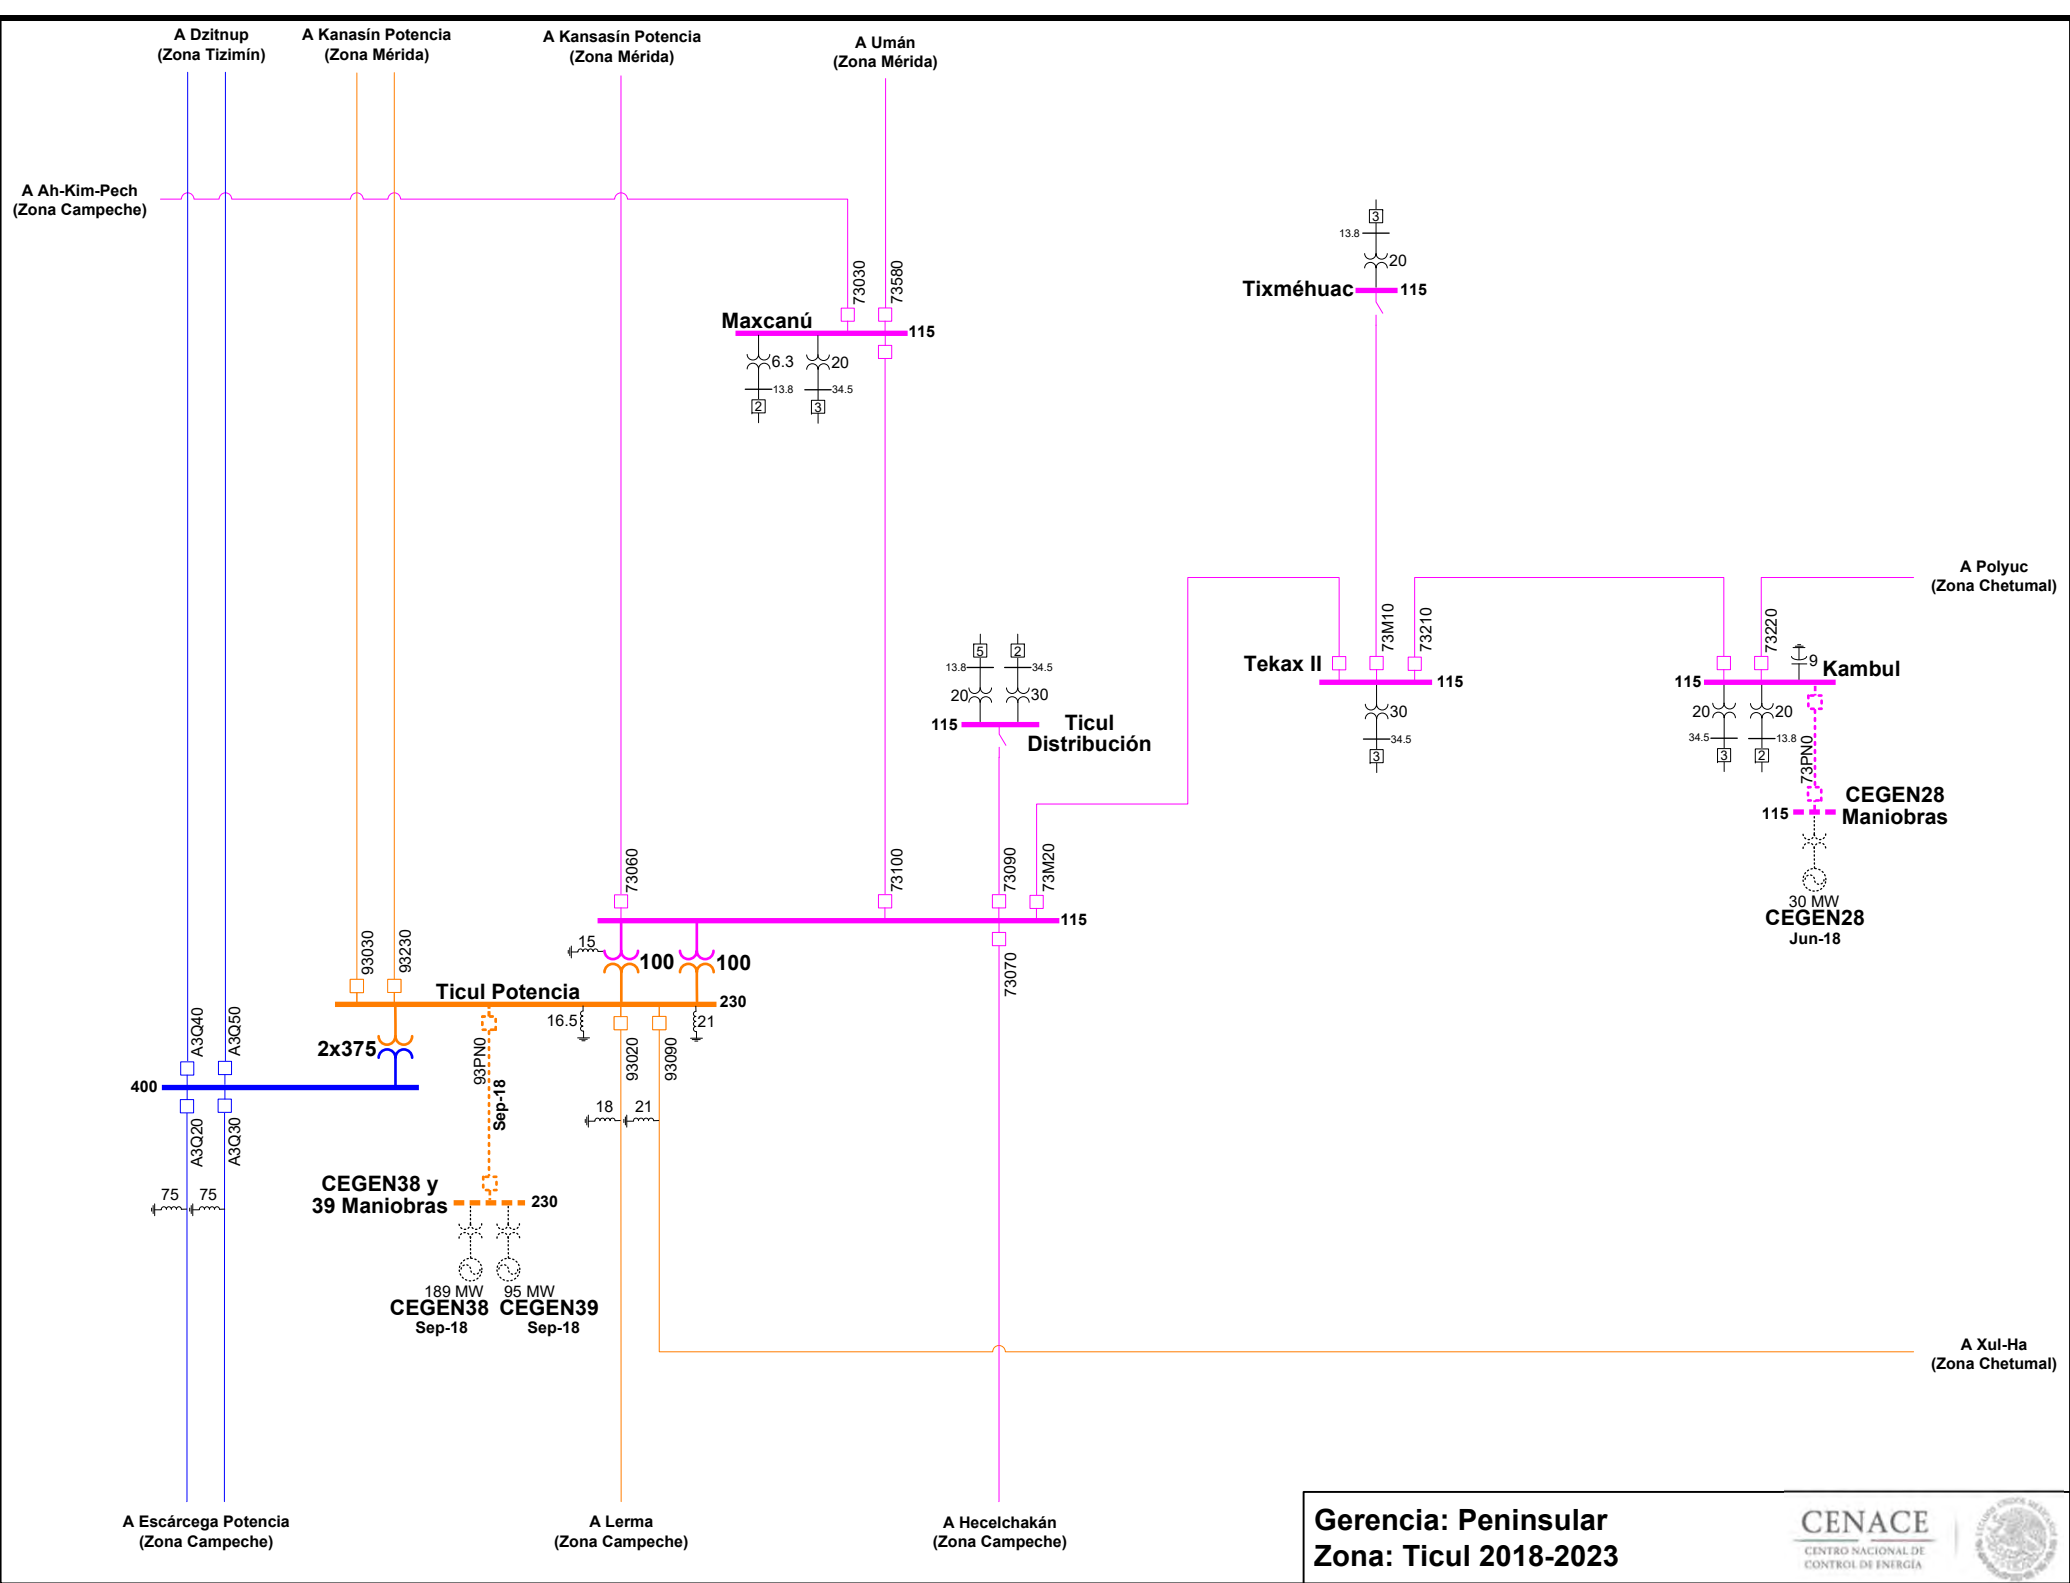 A Dzitnup
(Zona Tizimín)
A Kanasín Potencia
(Zona Mérida)
A Kansasín Potencia
(Zona Mérida)
A Umán
(Zona Mérida)
A Ah-Kim-Pech
(Zona Campeche)
73030
73580
Maxcanú
115
6.3
20
13.8
34.5
2
3
3
13.8
20
Tixméhuac
115
A Polyuc
(Zona Chetumal)
73M10
73210
73220
Tekax II
115
30
34.5
3
9
Kambul
115
20
20
34.5
13.8
3
2
73PN0
CEGEN28
Maniobras
115
30 MW
CEGEN28
Jun-18
5
2
13.8
34.5
20
30
115
Ticul
Distribución
73060
73100
73090
73M20
115
15
100
100
73070
93030
93230
Ticul Potencia
230
16.5
21
93020
93090
2x375
A3Q40
A3Q50
400
A3Q20
A3Q30
93PN0
Sep-18
18
21
75
75
CEGEN38 y
39 Maniobras
230
189 MW
95 MW
CEGEN38
CEGEN39
Sep-18
Sep-18
A Xul-Ha
(Zona Chetumal)
A Escárcega Potencia
(Zona Campeche)
A Lerma
(Zona Campeche)
A Hecelchakán
(Zona Campeche)
Gerencia: Peninsular
Zona: Ticul 2018-2023
CENACE
CENTRO NACIONAL DE
CONTROL DE ENERGÍA